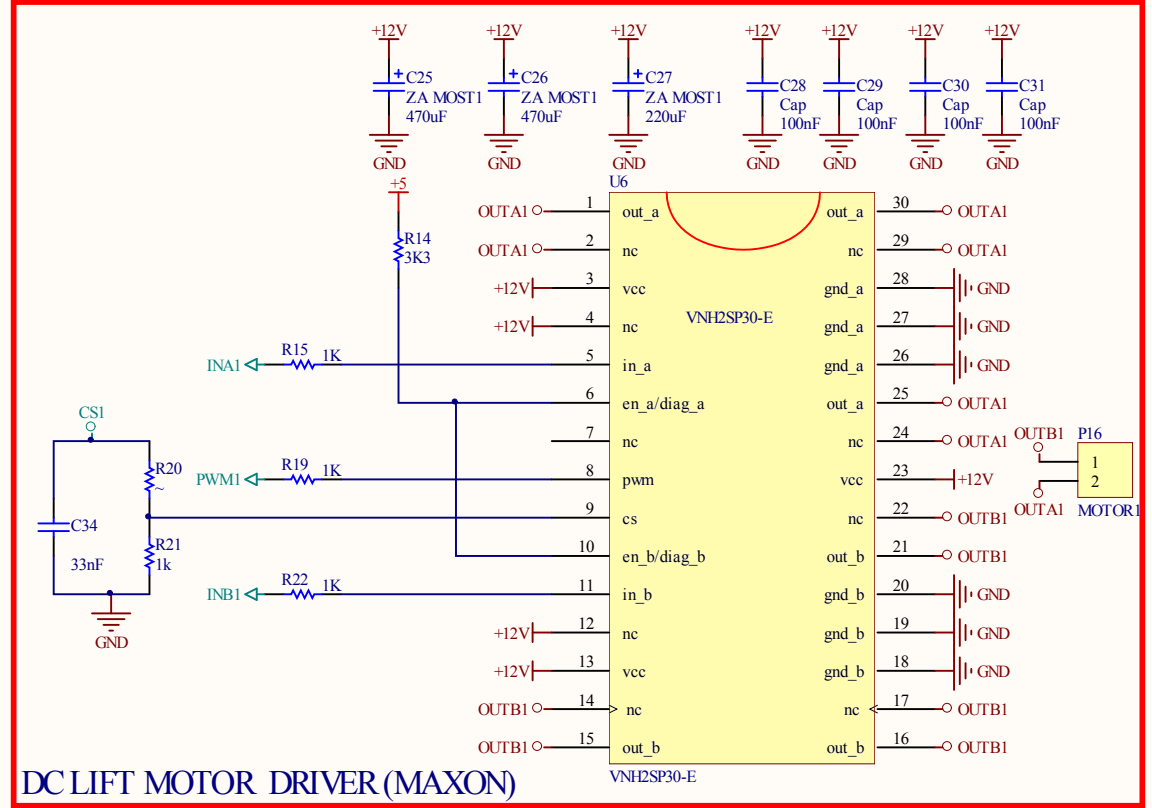 +12V +12V +12V +12V +12V +12V +12V
+ C25 + C26 + C27 C28 C29 C30 C31
ZA MOST1 ZA MOST1 ZA MOST1 Cap Cap Cap Cap
470uF 470uF 220uF 100nF 100nF 100nF 100nF
GND GND GND GND GND GND GND
+5 U6
OUTA1 1 out_a out_a 30 OUTA1
R14
3K3
OUTA1 2 nc nc 29 OUTA1
+12V 3 vcc gnd_a 28 GND
VNH2SP30-E
+12V 4 nc gnd_a 27 GND
INA1 R15 1K 5 in_a gnd_a 26 GND
6 en_a/diag_a out_a 25 OUTA1
CS1
7 nc nc 24 OUTA1
OUTB1 P16
1
2
OUTA1 MOTOR1
R20
~
PWM1 R19 1K 8 pwm vcc 23 +12V
C34
33nF
9 cs nc 22 OUTB1
R21
1k
10 en_b/diag_b out_b 21 OUTB1
INB1 R22 1K 11 in_b gnd_b 20 GND
GND
+12V 12 nc gnd_b 19 GND
+12V 13 vcc gnd_b 18 GND
OUTB1 14 nc nc 17 OUTB1
OUTB1 15 out_b out_b 16 OUTB1
VNH2SP30-E
DC LIFT MOTOR DRIVER (MAXON)